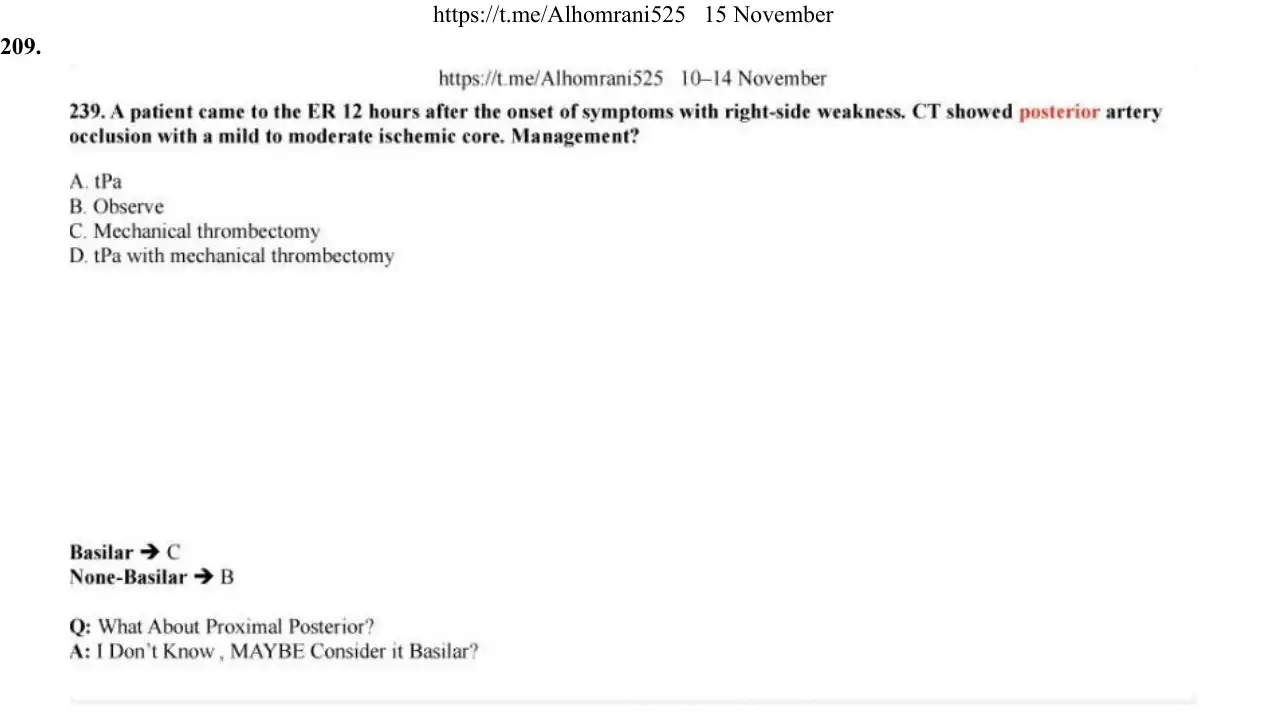 https://t.me/Alhomrani525 15 November
209.
https://t.me/Alhomrani525 10–14 November
239. A patient came to the ER 12 hours after the onset of symptoms with right-side weakness. CT showed posterior artery
occlusion with a mild to moderate ischemic core. Management?
A. tPa
B. Observe
C. Mechanical thrombectomy
D. tPa with mechanical thrombectomy
Basilar ➔ C
None-Basilar ➔ B
Q: What About Proximal Posterior?
A: I Don't Know , MAYBE Consider it Basilar?